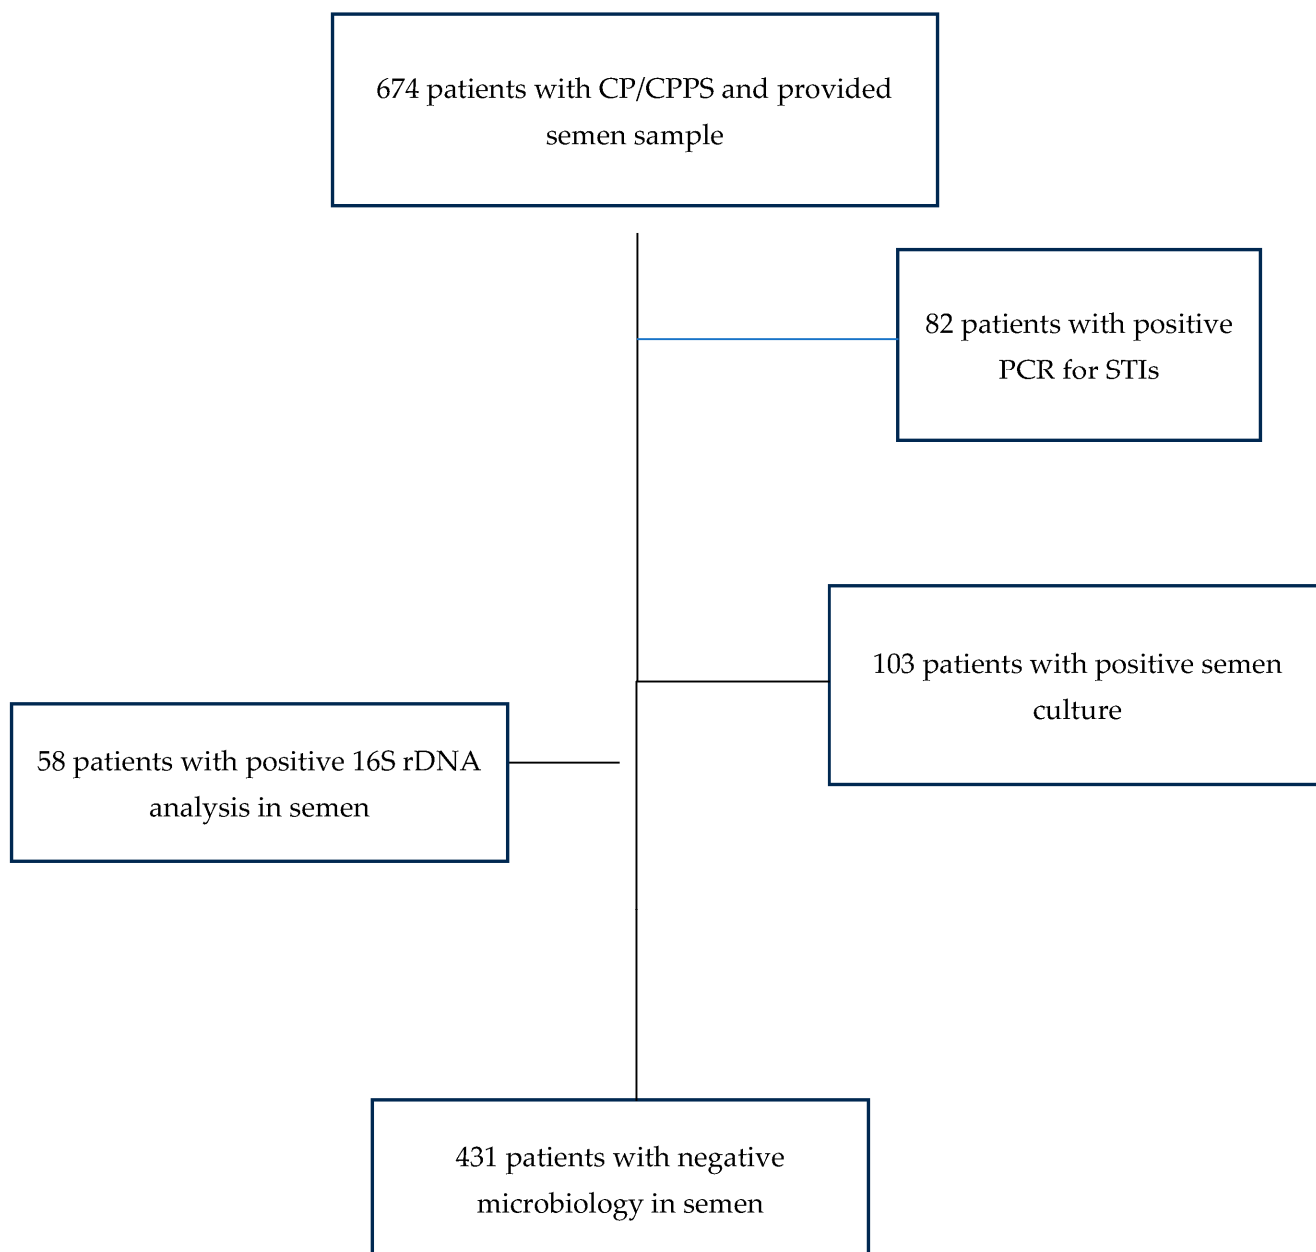 674 patients with CP/CPPS and provided
semen sample
82 patients with positive
PCR for STIs
103 patients with positive semen
culture
58 patients with positive 16S rDNA
analysis in semen
431 patients with negative
microbiology in semen